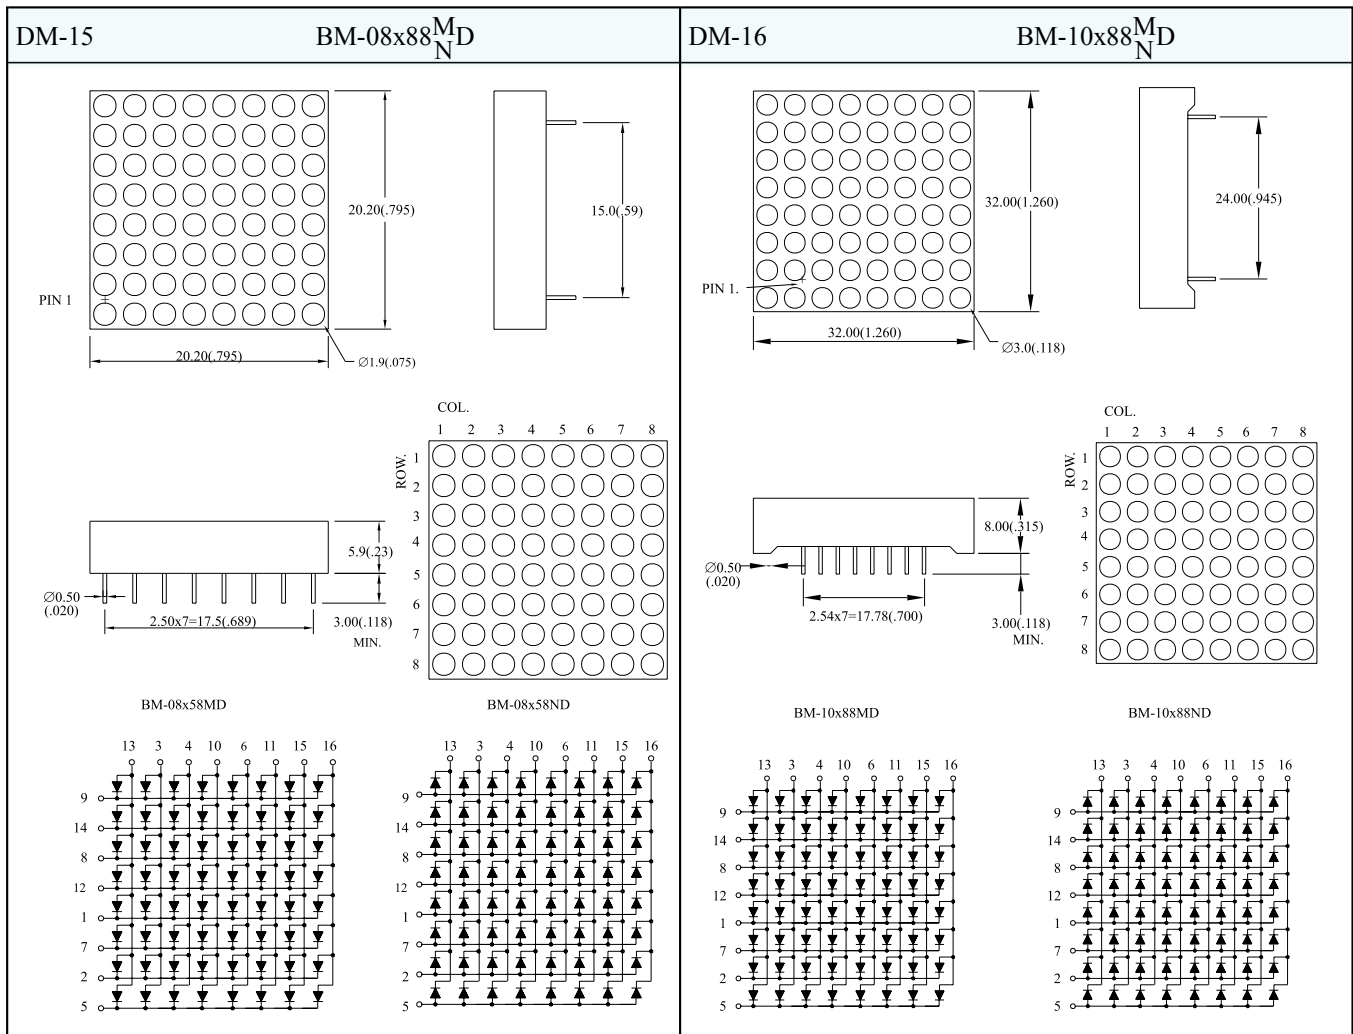 DM-15 BM-08x88MND
20.20(.795)
15.0(.59)
PIN 1
20.20(.795)
Ø1.9(.075)
COL.
1 2 3 4 5 6 7 8
ROW.
1
2
3
4
5
6
7
8
5.9(.23)
Ø0.50
(.020)
2.50x7=17.5(.689)
3.00(.118)
MIN.
BM-08x58MD
13 3 4 10 6 11 15 16
9
14
8
12
1
7
2
5
BM-08x58ND
13 3 4 10 6 11 15 16
9
14
8
12
1
7
2
5
DM-16 BM-10x88MND
32.00(1.260)
24.00(.945)
PIN 1.
32.00(1.260)
Ø3.0(.118)
COL.
1 2 3 4 5 6 7 8
ROW.
1
2
3
4
5
6
7
8
8.00(.315)
Ø0.50
(.020)
2.54x7=17.78(.700)
3.00(.118)
MIN.
BM-10x88MD
13 3 4 10 6 11 15 16
9
14
8
12
1
7
2
5
BM-10x88ND
13 3 4 10 6 11 15 16
9
14
8
12
1
7
2
5